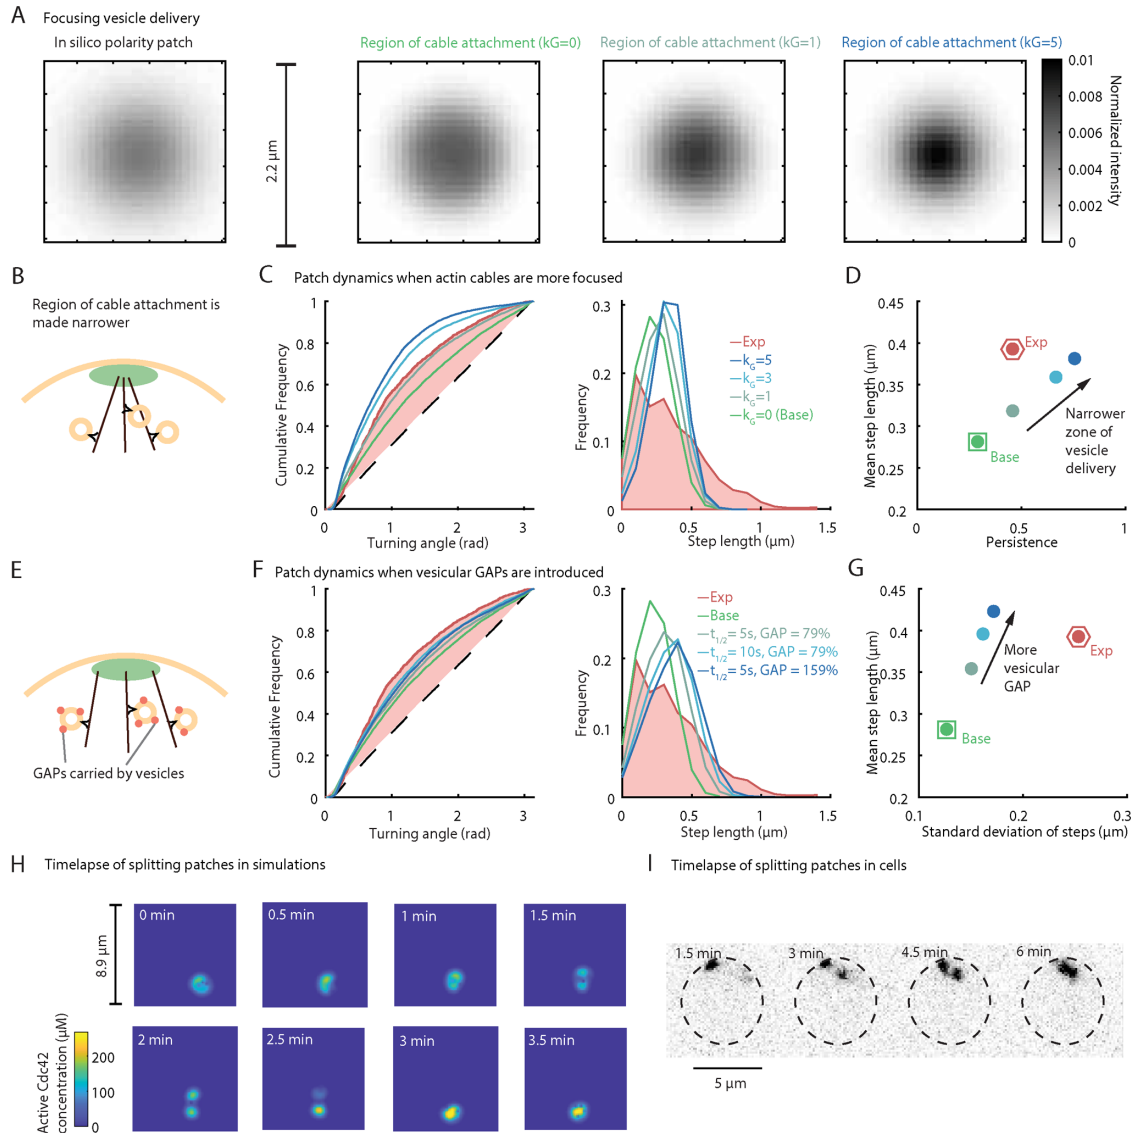 A Focusing vesicle delivery
In silico polarity patch
Region of cable attachment (kG=0)
Region of cable attachment (kG=1)
Region of cable attachment (kG=5)
2.2 µm
0.01
0.008
0.006
0.004
0.002
0
Normalized intensity
B
Region of cable attachment is
made narrower
C Patch dynamics when actin cables are more focused
1
0.8
0.6
0.4
0.2
0
0 1 2 3
Cumulative Frequency
Turning angle (rad)
0.3
0.2
0.1
0
0 0.5 1 1.5
Frequency
Step length (µm)
Exp
kG=5
kG=3
kG=1
kG=0 (Base)
D
0.45
0.4
0.35
0.3
0.25
0.2
0 0.5 1
Mean step length (µm)
Persistence
Exp
Base
Narrower
zone of
vesicle
delivery
E
GAPs carried by vesicles
F Patch dynamics when vesicular GAPs are introduced
1
0.8
0.6
0.4
0.2
0
0 1 2 3
Cumulative Frequency
Turning angle (rad)
0.3
0.2
0.1
0
0 0.5 1 1.5
Frequency
Step length (µm)
Exp
Base
t1/2= 5s, GAP = 79%
t1/2= 10s, GAP = 79%
t1/2= 5s, GAP = 159%
G
0.45
0.4
0.35
0.3
0.25
0.2
0.1 0.2 0.3
Mean step length (µm)
Standard deviation of steps (µm)
More
vesicular
GAP
Exp
Base
H Timelapse of splitting patches in simulations
8.9 µm
0 min
0.5 min
1 min
1.5 min
2 min
2.5 min
3 min
3.5 min
Active Cdc42
concentration (µM)
200
100
0
I Timelapse of splitting patches in cells
1.5 min
3 min
4.5 min
6 min
5 µm